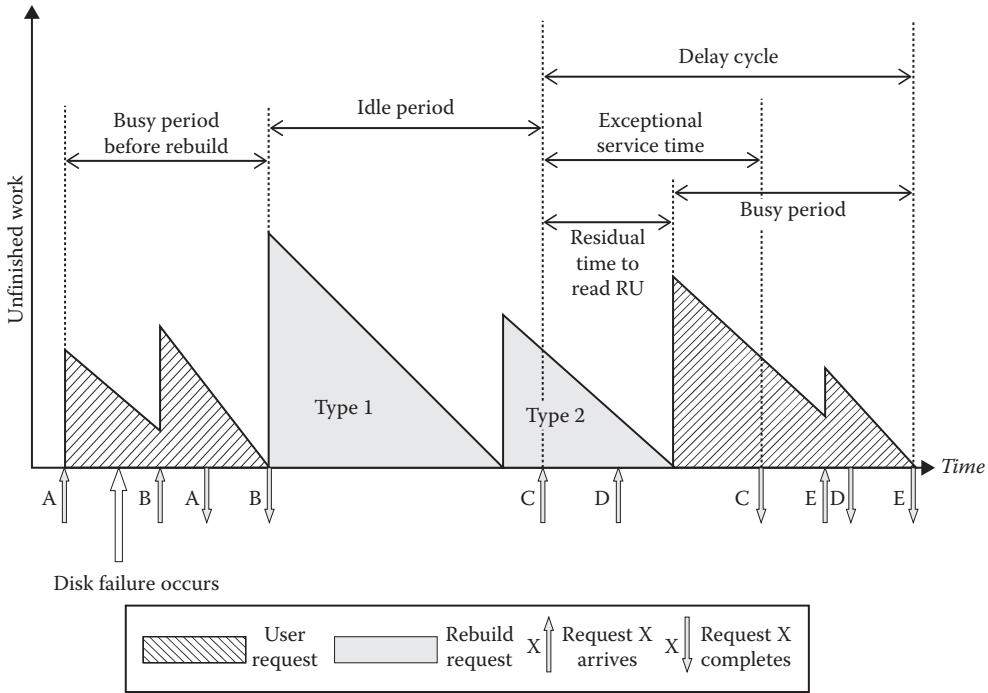 Delay cycle
Idle period
Busy period
before rebuild
Exceptional
service time
Busy period
Residual
time to
read RU
Unfinished work
Type 1
Type 2
Time
A
B
A
B
C
D
C
E
D
E
Disk failure occurs
User
request
Rebuild
request
X
Request X
arrives
X
Request X
completes